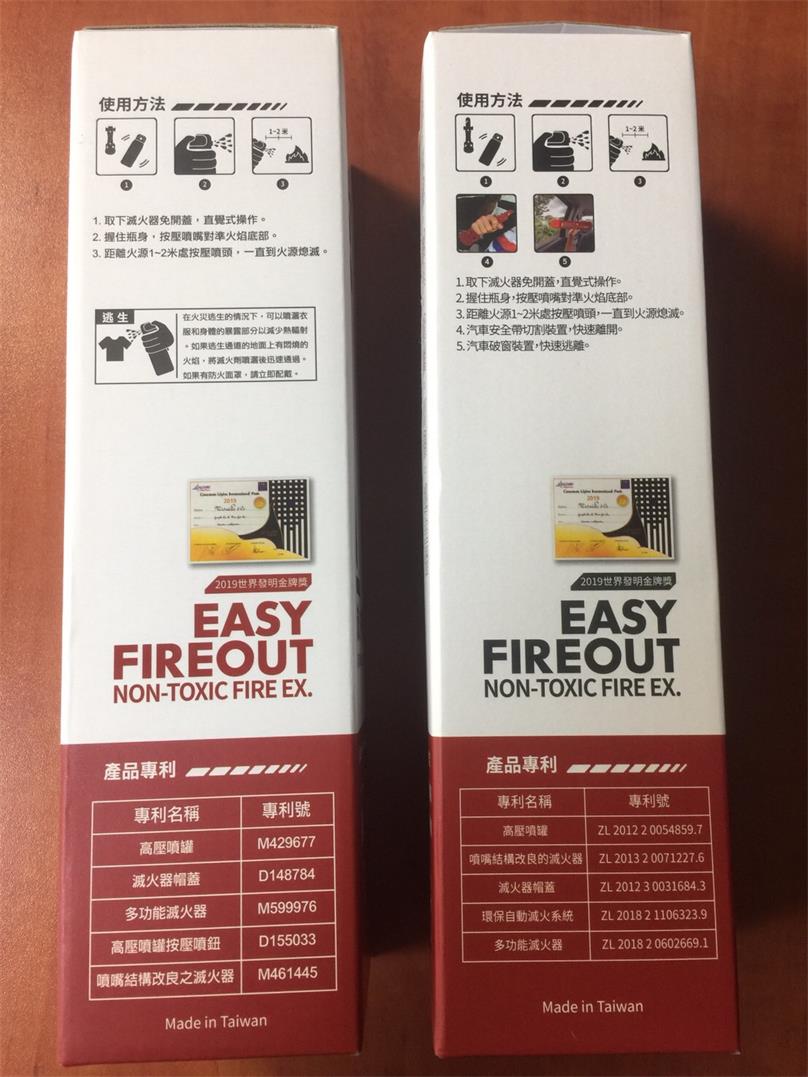 使用方法
1~2 米
1 2 3
1. 取下滅火器免開蓋，直覺式操作。
2. 握住瓶身，按壓噴嘴對準火焰底部。
3. 距離火源1~2米處按壓噴頭，一直到火源熄滅。
逃生
在火災逃生的情況下，可以噴灑衣
服和身體的暴露部分以減少熱輻射
。如果逃生通道的地面上有悶燒的
火焰，將滅火劑噴灑後迅速通過。
如果有防火面罩，請立即配戴。
2019
2019世界發明金牌獎
EASY
FIREOUT
NON-TOXIC FIRE EX.
產品專利
專利名稱 專利號
高壓噴罐 M429677
滅火器帽蓋 D148784
多功能滅火器 M599976
高壓噴罐按壓噴鈕 D155033
噴嘴結構改良之滅火器 M461445
Made in Taiwan
使用方法
1~2 米
1 2 3
4 5
1. 取下滅火器免開蓋,直覺式操作。
2. 握住瓶身,按壓噴嘴對準火焰底部。
3. 距離火源1~2米處按壓噴頭,一直到火源熄滅。
4. 汽車安全帶切割裝置,快速離開。
5. 汽車破窗裝置,快速逃離。
2019
2019世界發明金牌獎
EASY
FIREOUT
NON-TOXIC FIRE EX.
產品專利
專利名稱 專利號
高壓噴罐 ZL 2012 2 0054859.7
噴嘴結構改良的滅火器 ZL 2013 2 0071227.6
滅火器帽蓋 ZL 2012 3 0031684.3
環保自動滅火系統 ZL 2018 2 1106323.9
多功能滅火器 ZL 2018 2 0602669.1
Made in Taiwan